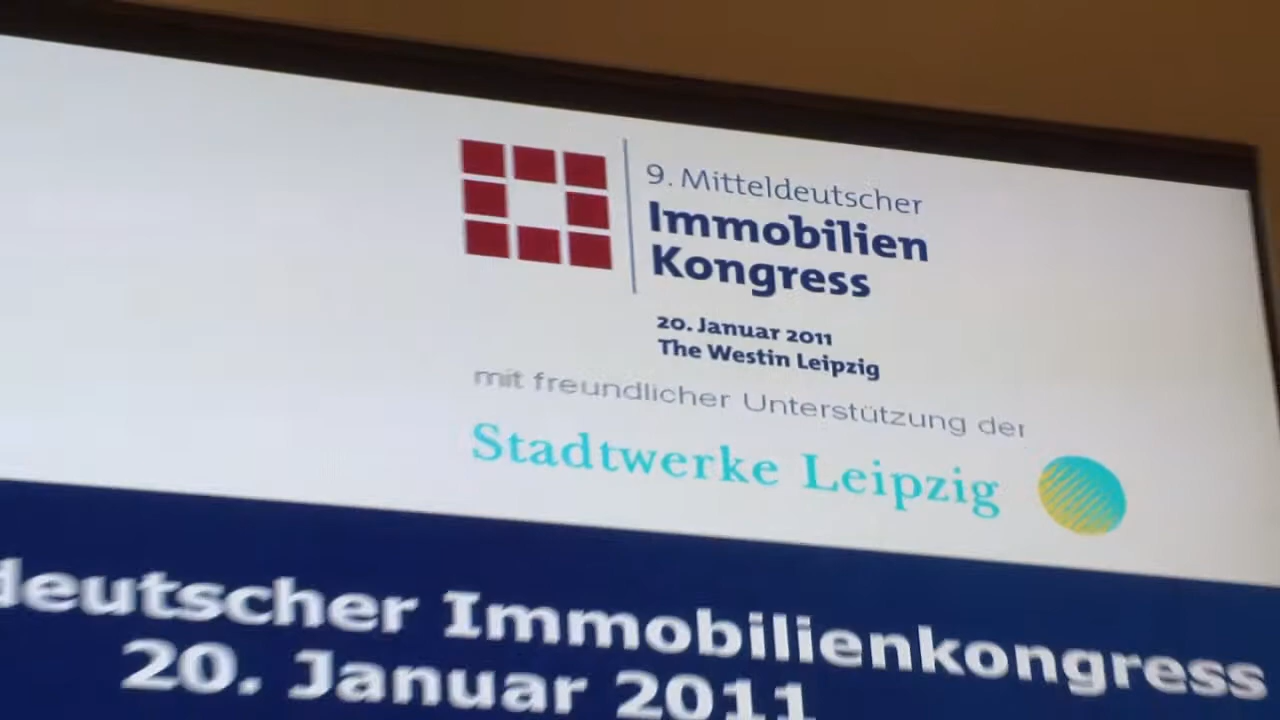 9. Mitteldeutscher
Immobilien
Kongress
20. Januar 2011
The Westin Leipzig
mit freundlicher Unterstützung der
Stadtwerke Leipzig
deutscher Immobilienkongress
20. Januar 2011